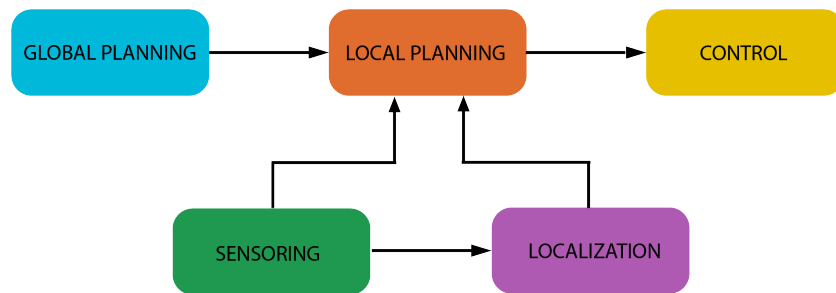 GLOBAL PLANNING
LOCAL PLANNING
CONTROL
SENSORING
LOCALIZATION